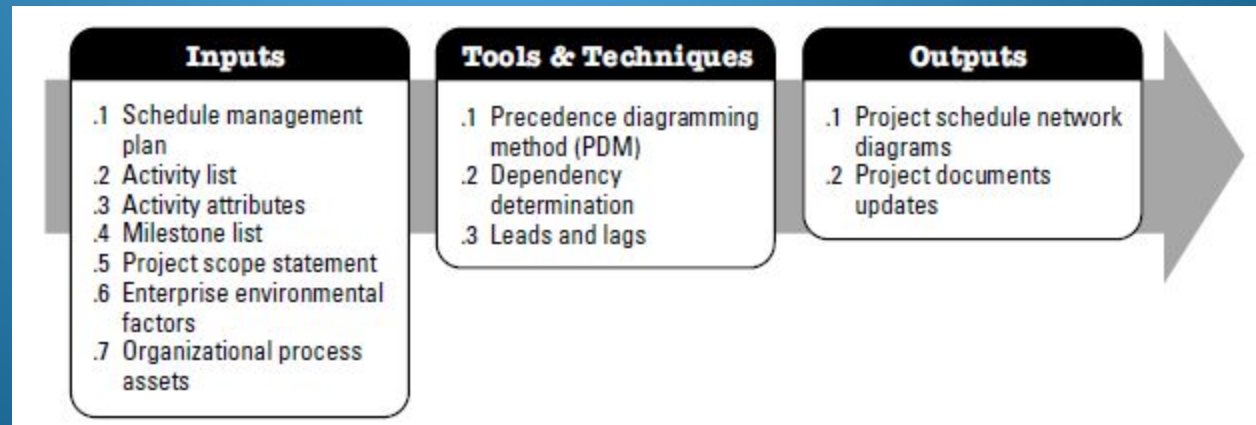 Inputs
.1 Schedule management
plan
.2 Activity list
.3 Activity attributes
.4 Milestone list
.5 Project scope statement
.6 Enterprise environmental
factors
.7 Organizational process
assets
Tools & Techniques
.1 Precedence diagramming
method (PDM)
.2 Dependency
determination
.3 Leads and lags
Outputs
.1 Project schedule network
diagrams
.2 Project documents
updates